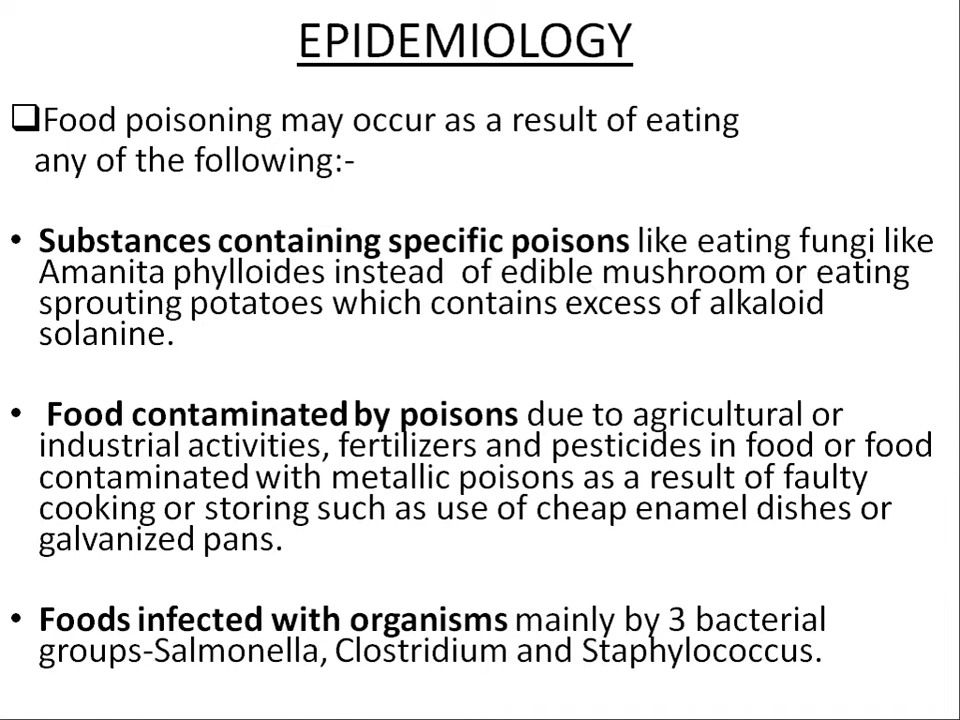 EPIDEMIOLOGY
❑Food poisoning may occur as a result of eating
any of the following:-
• Substances containing specific poisons like eating fungi like
Amanita phylloides instead of edible mushroom or eating
sprouting potatoes which contains excess of alkaloid
solanine.
• Food contaminated by poisons due to agricultural or
industrial activities, fertilizers and pesticides in food or food
contaminated with metallic poisons as a result of faulty
cooking or storing such as use of cheap enamel dishes or
galvanized pans.
• Foods infected with organisms mainly by 3 bacterial
groups-Salmonella, Clostridium and Staphylococcus.